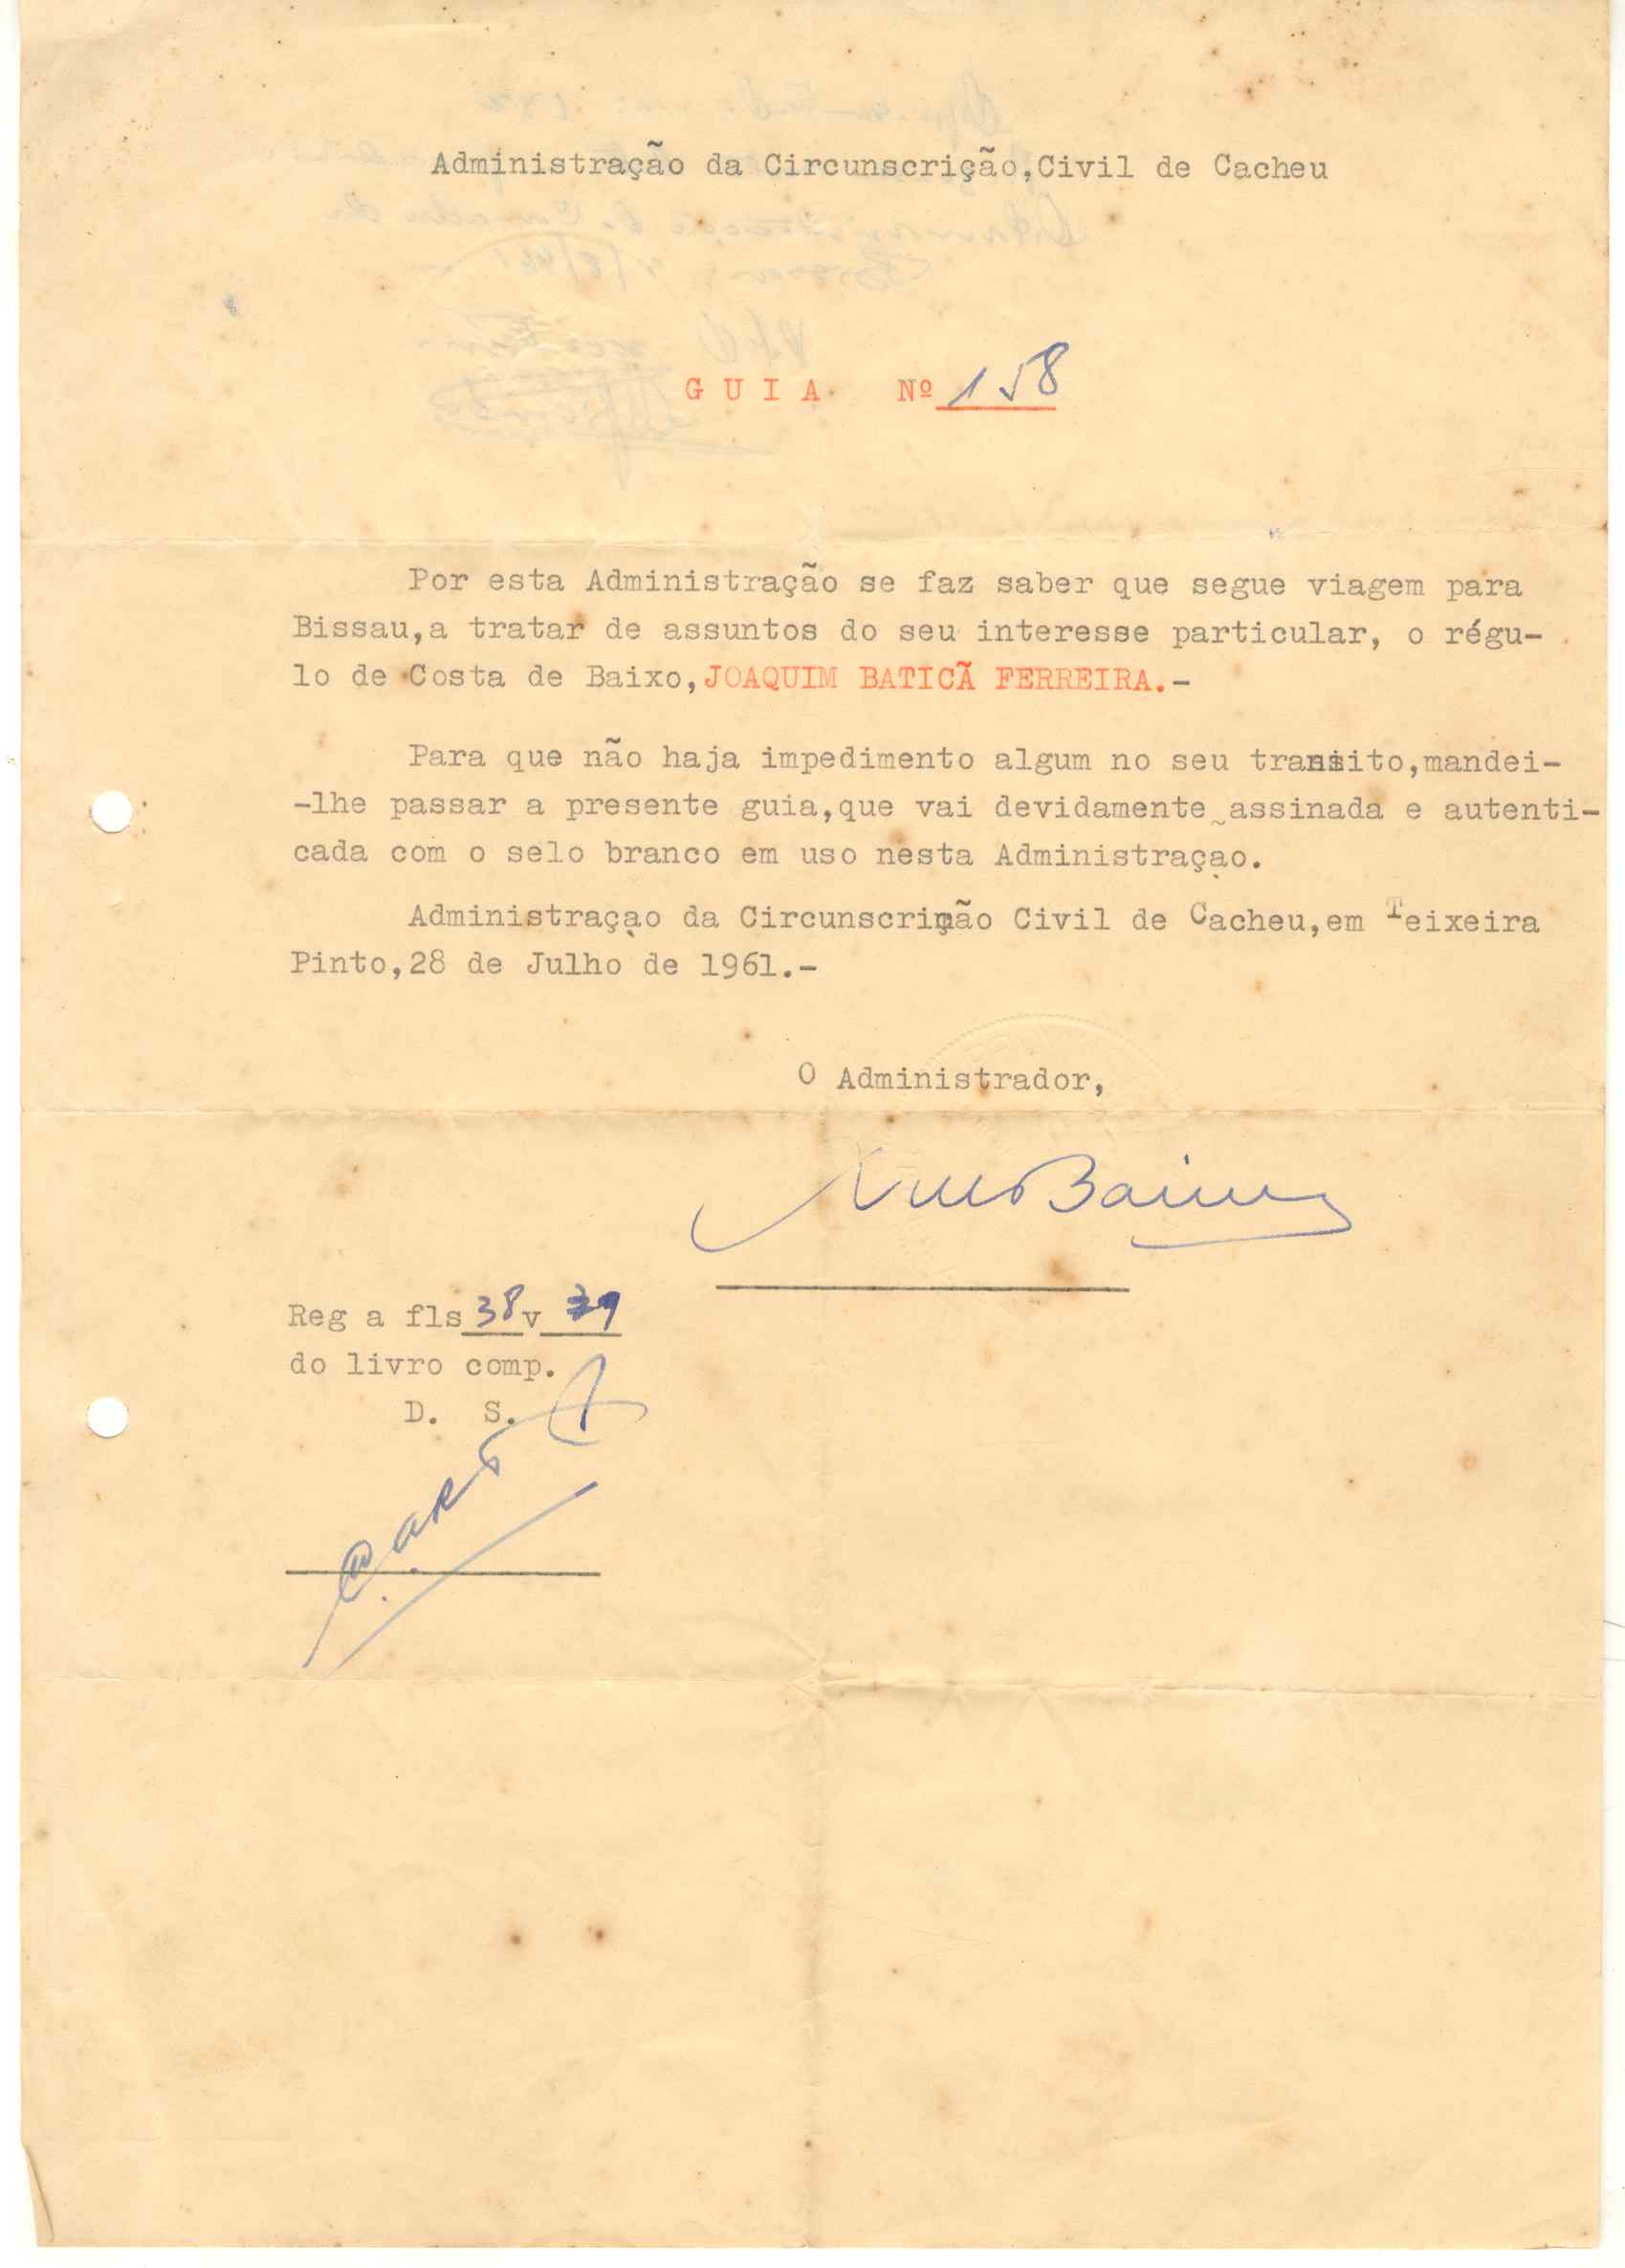 Administração da Circunscrição,Civil de Cacheu
G U I A. Nº 158
Por esta Administração se faz saber que segue viagem para
Bissau,a tratar de assuntos do seu interesse particular, o régu-
lo de Costa de Baixo,JOAQUIM BATICÃ FERREIRA.-
Para que não haja impedimento algum no seu transito,mandei-
-lhe passar a presente guia,que vai devidamente assinada e autenti-
cada com o selo branco em uso nesta Administraçao.
Administraçao da Circunscrição Civil de Cacheu,em Teixeira
Pinto,28 de Julho de 1961.-
O Administrador,
Reg a fls 38 v 39
do livro comp.
D. S.